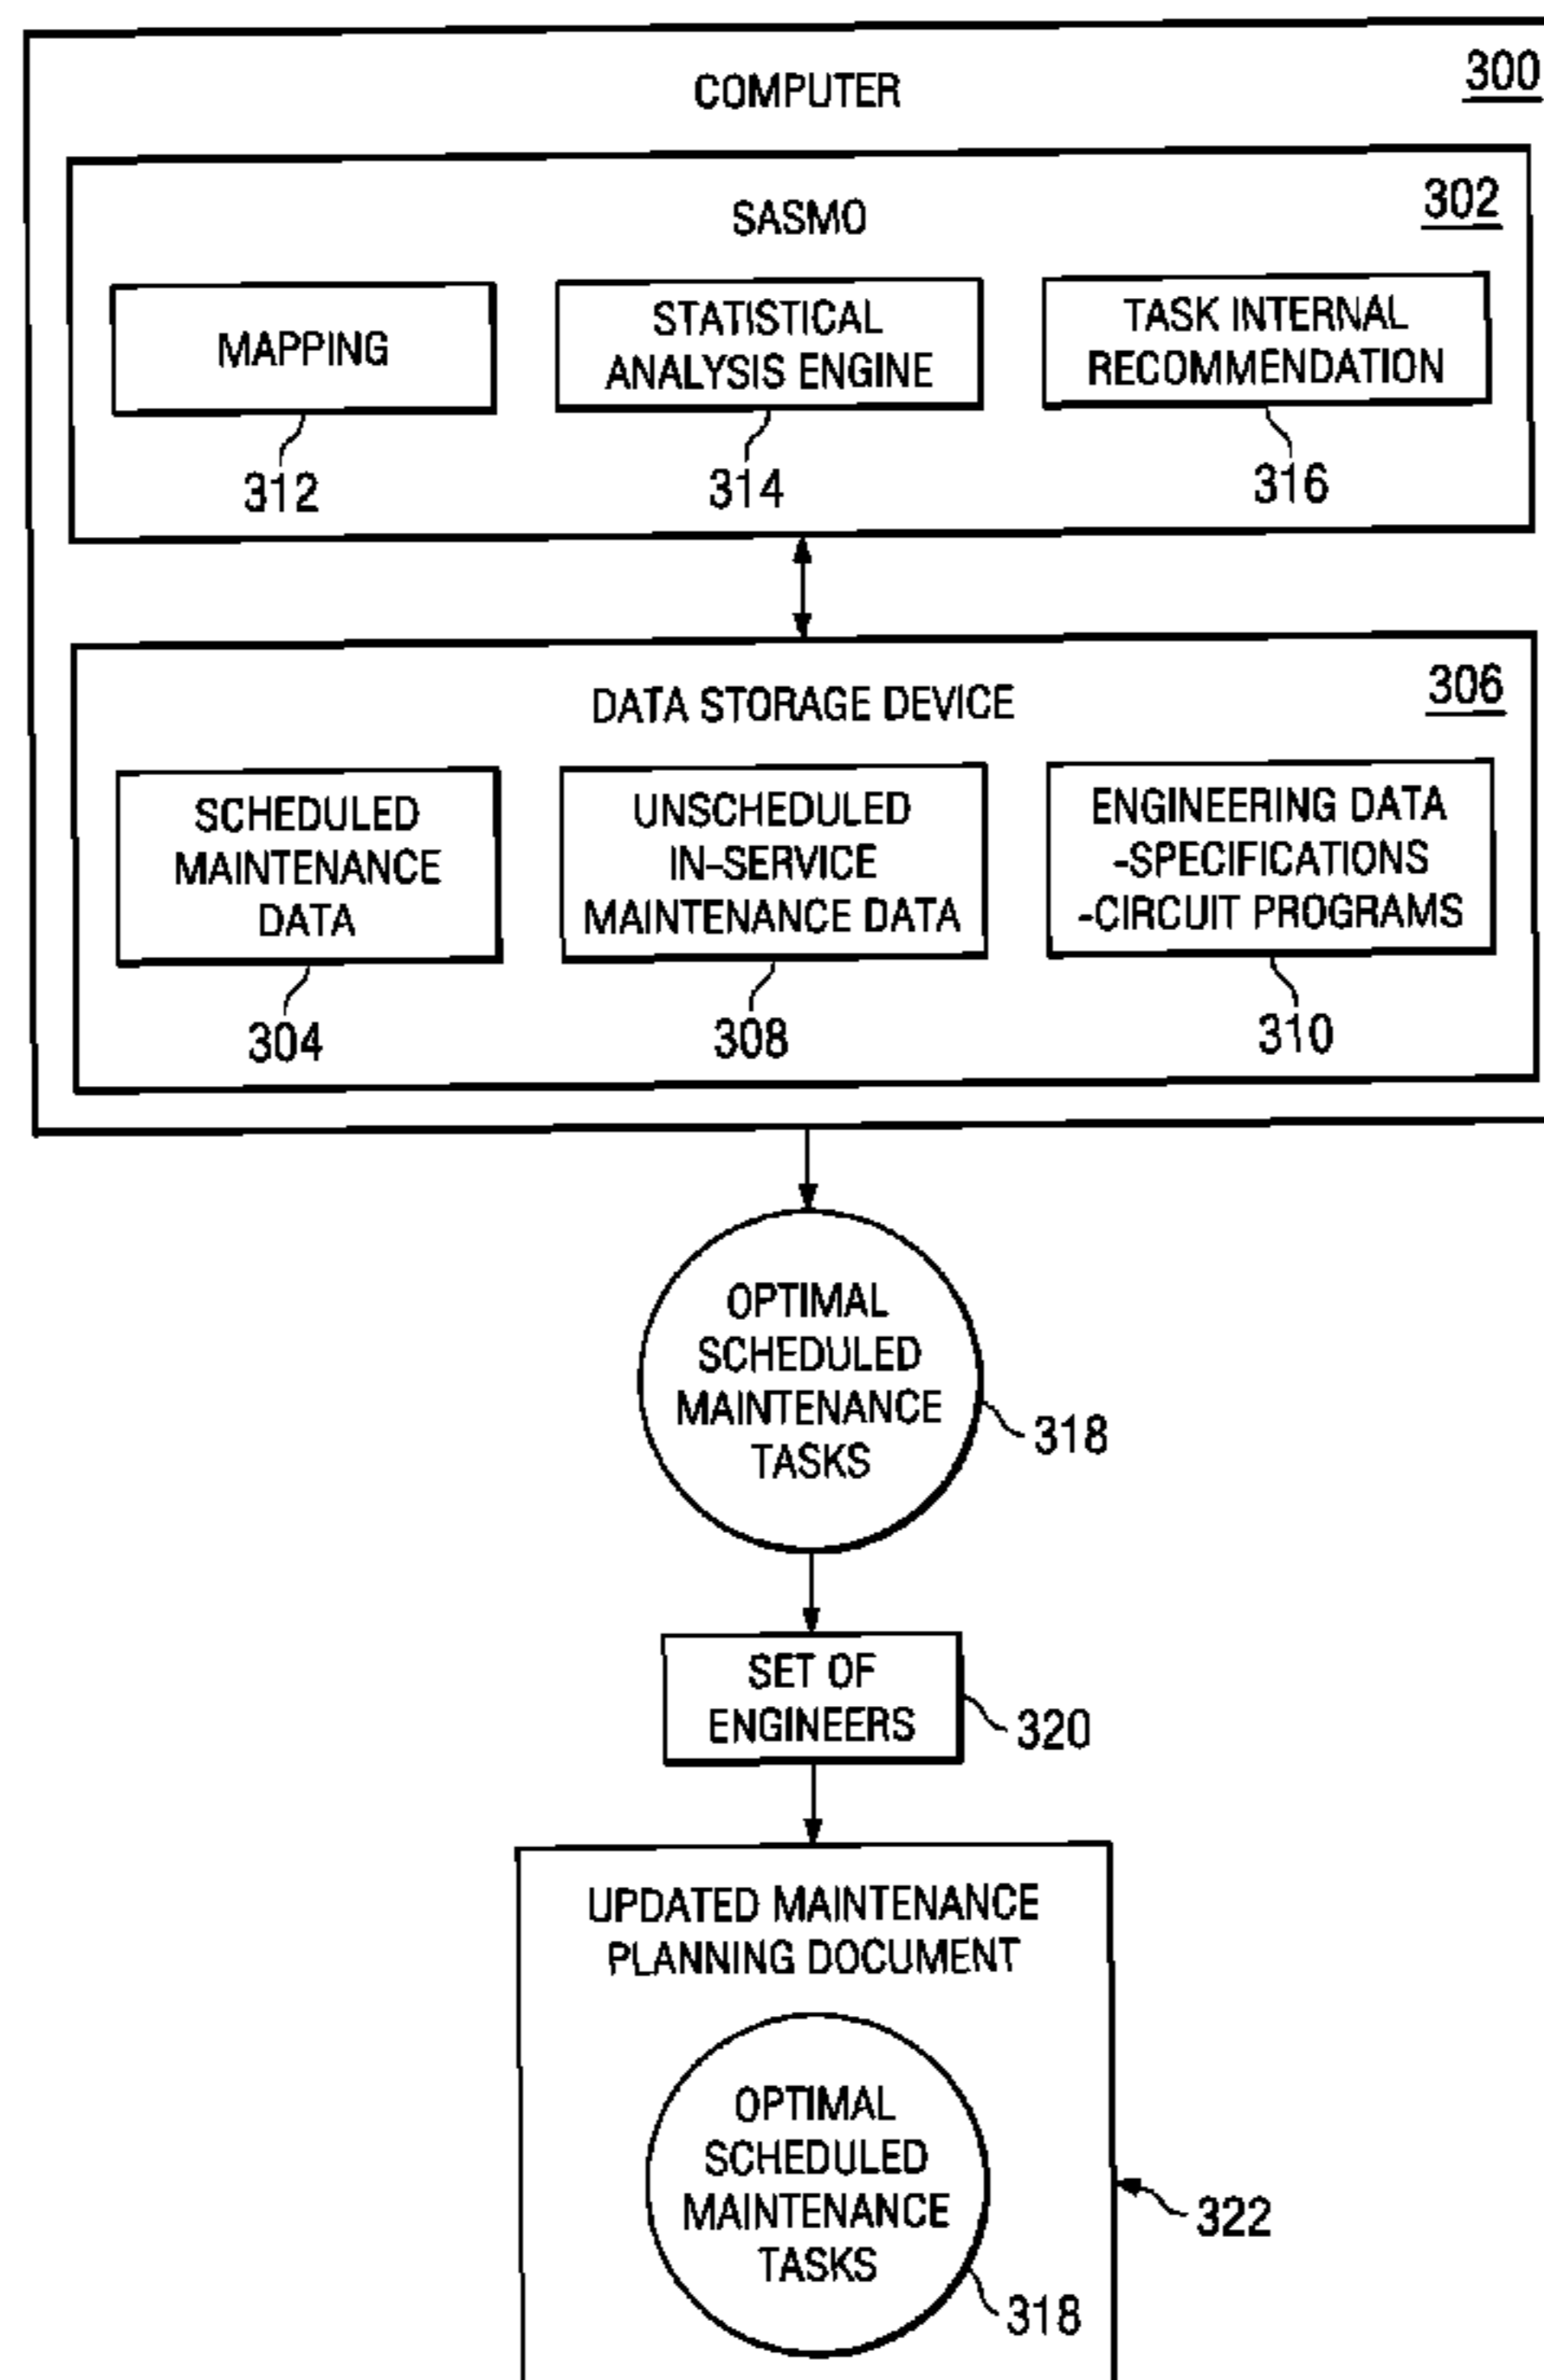 COMPUTER
300
SASMO
302
MAPPING
STATISTICAL
ANALYSIS ENGINE
TASK INTERNAL
RECOMMENDATION
312
314
316
DATA STORAGE DEVICE
306
SCHEDULED
MAINTENANCE
DATA
UNSCHEDULED
IN-SERVICE
MAINTENANCE DATA
ENGINEERING DATA
-SPECIFICATIONS
-CIRCUIT PROGRAMS
304
308
310
OPTIMAL
SCHEDULED
MAINTENANCE
TASKS
318
SET OF
ENGINEERS
320
UPDATED MAINTENANCE
PLANNING DOCUMENT
OPTIMAL
SCHEDULED
MAINTENANCE
TASKS
322
318